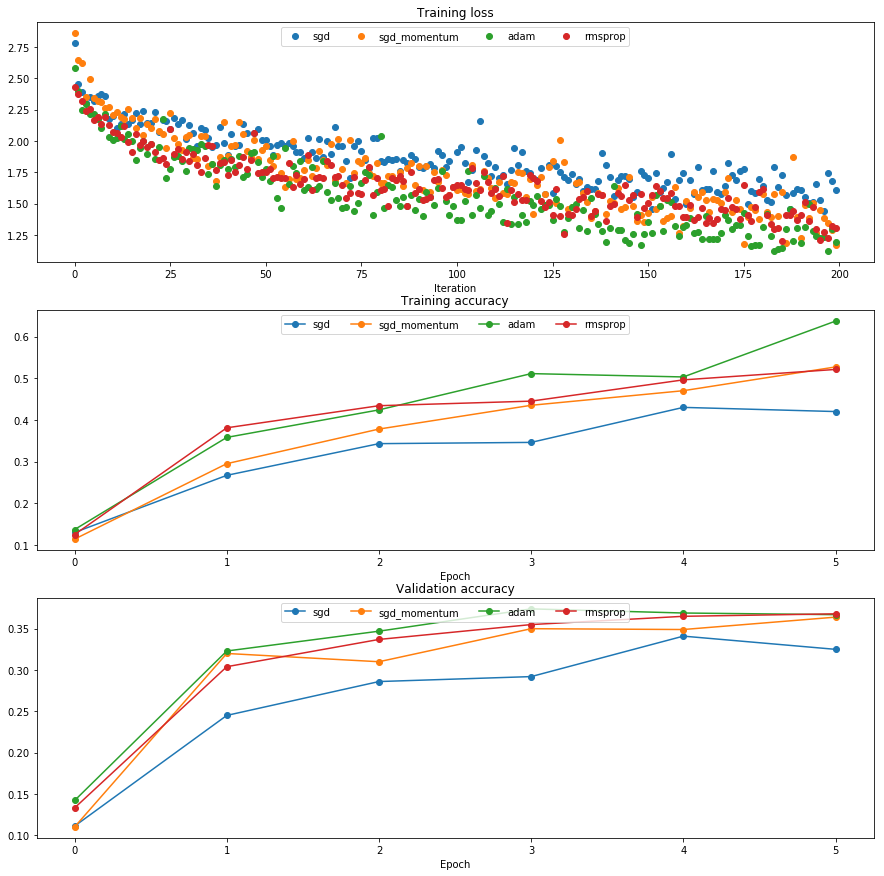 Training loss
sgd sgd_momentum adam rmsprop
2.75
2.50
2.25
2.00
1.75
1.50
1.25
0 25 50 75 100 125 150 175 200
Iteration
Training accuracy
sgd sgd_momentum adam rmsprop
0.6
0.5
0.4
0.3
0.2
0.1
0 1 2 3 4 5
Epoch
Validation accuracy
sgd sgd_momentum adam rmsprop
0.35
0.30
0.25
0.20
0.15
0.10
0 1 2 3 4 5
Epoch